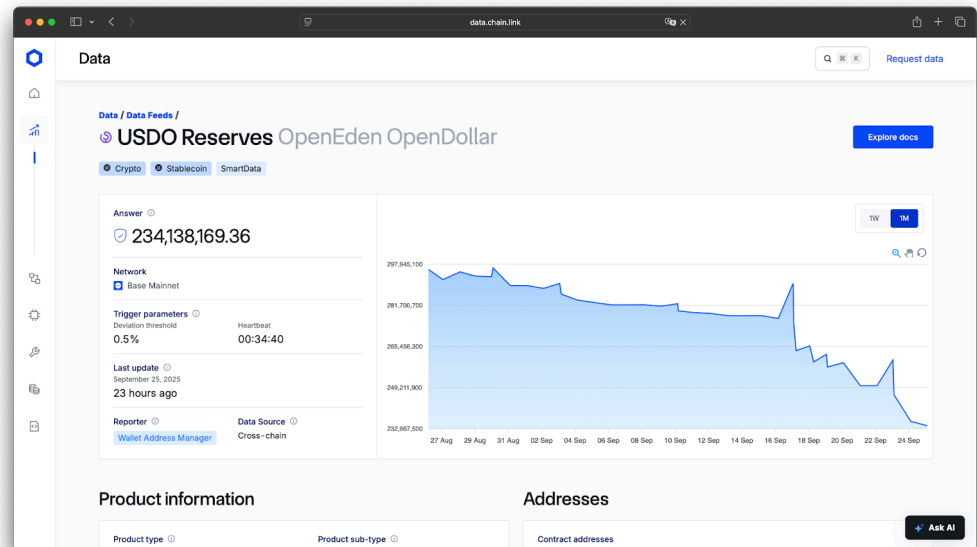 data.chain.link
Data
⌘ K
Request data
Data / Data Feeds /
USDO Reserves OpenEden OpenDollar
Explore docs
Crypto Stablecoin SmartData
Answer
234,138,169.36
Network
Base Mainnet
Trigger parameters
Deviation threshold Heartbeat
0.5% 00:34:40
Last update
September 25, 2025
23 hours ago
Reporter Data Source
Wallet Address Manager Cross-chain
1W 1M
297,945,100
281,700,700
265,456,300
249,211,900
232,967,500
27 Aug 29 Aug 31 Aug 02 Sep 04 Sep 06 Sep 08 Sep 10 Sep 12 Sep 14 Sep 16 Sep 18 Sep 20 Sep 22 Sep 24 Sep
Product information Addresses
Product type Product sub-type Contract addresses
Ask AI